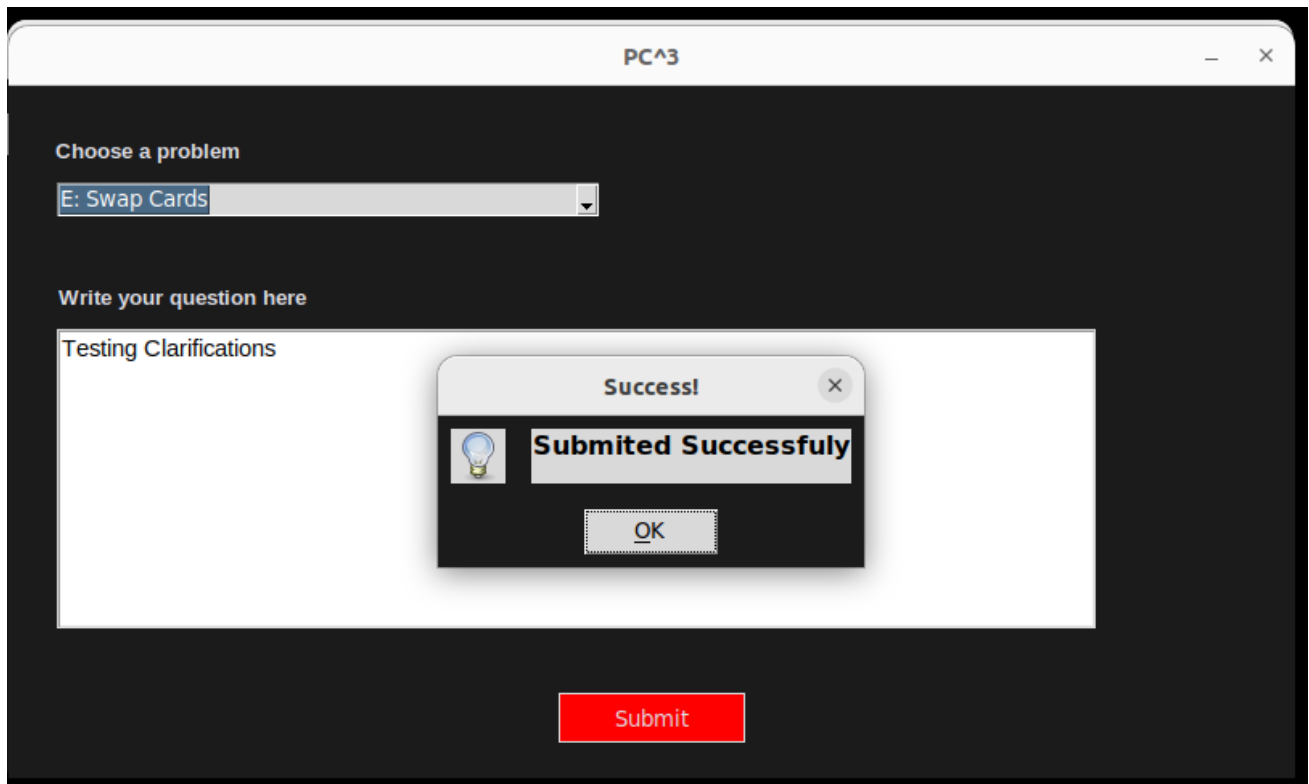 PC^3
Choose a problem
E: Swap Cards
Write your question here
Testing Clarifications
Success!
Submited Successfuly
OK
Submit